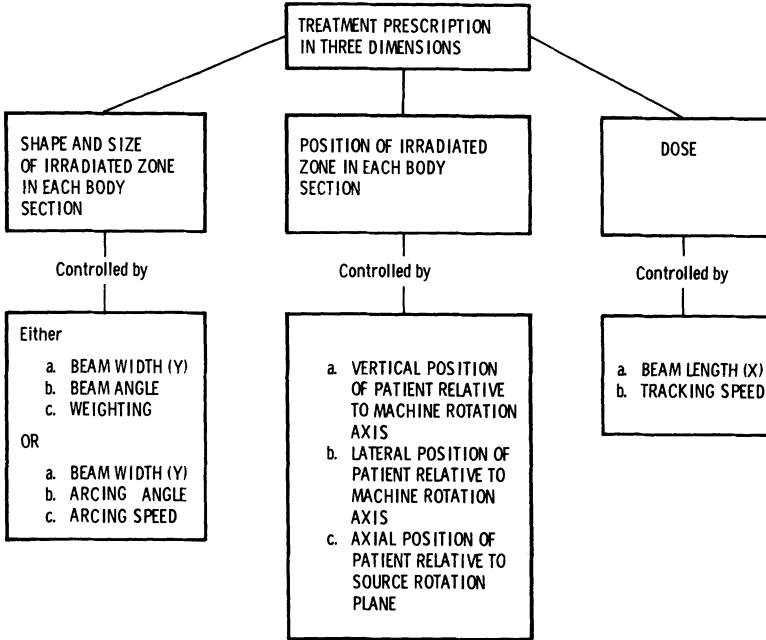 TREATMENT PRESCRIPTION
IN THREE DIMENSIONS
SHAPE AND SIZE
OF IRRADIATED ZONE
IN EACH BODY
SECTION
POSITION OF IRRADIATED
ZONE IN EACH BODY
SECTION
DOSE
Controlled by
Controlled by
Controlled by
Either
a. BEAM WIDTH (Y)
b. BEAM ANGLE
c. WEIGHTING
OR
a. BEAM WIDTH (Y)
b. ARCING ANGLE
c. ARCING SPEED
a. VERTICAL POSITION
OF PATIENT RELATIVE
TO MACHINE ROTATION
AXIS
b. LATERAL POSITION OF
PATIENT RELATIVE TO
MACHINE ROTATION
AXIS
c. AXIAL POSITION OF
PATIENT RELATIVE TO
SOURCE ROTATION
PLANE
a. BEAM LENGTH (X)
b. TRACKING SPEED